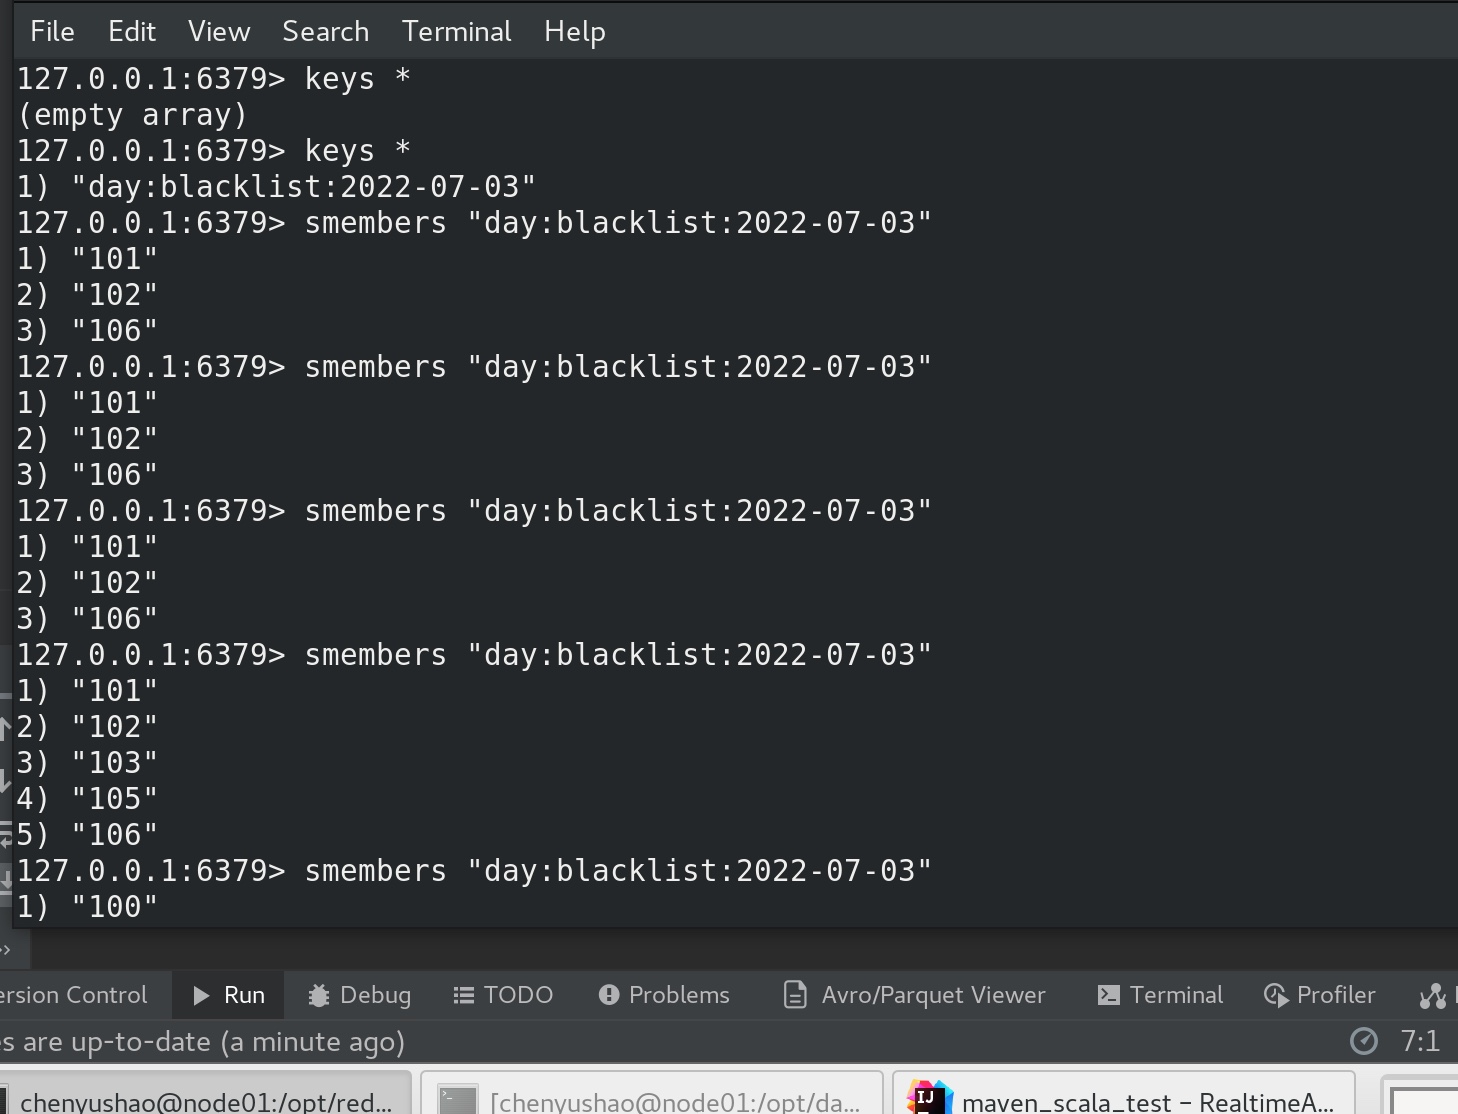 File Edit View Search Terminal Help
127.0.0.1:6379> keys *
(empty array)
127.0.0.1:6379> keys *
1) "day:blacklist:2022-07-03"
127.0.0.1:6379> smembers "day:blacklist:2022-07-03"
1) "101"
2) "102"
3) "106"
127.0.0.1:6379> smembers "day:blacklist:2022-07-03"
1) "101"
2) "102"
3) "106"
127.0.0.1:6379> smembers "day:blacklist:2022-07-03"
1) "101"
2) "102"
3) "106"
127.0.0.1:6379> smembers "day:blacklist:2022-07-03"
1) "101"
2) "102"
3) "103"
4) "105"
5) "106"
127.0.0.1:6379> smembers "day:blacklist:2022-07-03"
1) "100"
ersion Control Run Debug TODO Problems Avro/Parquet Viewer Terminal Profiler
s are up-to-date (a minute ago) 7:1
chenyushao@node01:/opt/red... [chenyushao@node01:/opt/da... IJ maven_scala_test – RealtimeA...